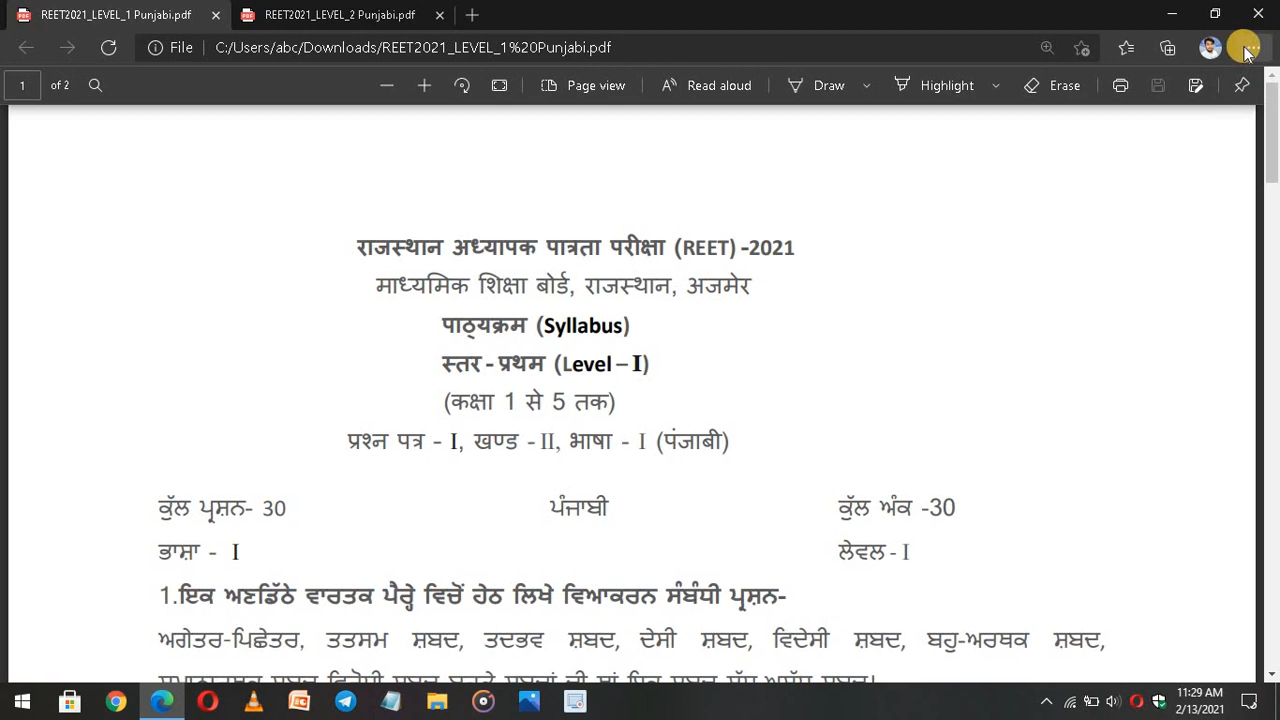 REET2021_LEVEL_1 Punjabi.pdf
REET2021_LEVEL_2 Punjabi.pdf
File
C:/Users/abc/Downloads/REET2021_LEVEL_1%20Punjabi.pdf
1 of 2
Page view
Read aloud
Draw
Highlight
Erase
राजस्थान अध्यापक पात्रता परीक्षा (REET) -2021
माध्यमिक शिक्षा बोर्ड, राजस्थान, अजमेर
पाठ्यक्रम (Syllabus)
स्तर - प्रथम (Level – I)
(कक्षा 1 से 5 तक)
प्रश्न पत्र - I, खण्ड - II, भाषा - I (पंजाबी)
ਕੁੱਲ ਪ੍ਰਸ਼ਨ- 30 ਪੰਜਾਬੀ ਕੁੱਲ ਅੰਕ -30
ਭਾਸ਼ਾ - I ਲੇਵਲ - I
1.ਇਕ ਅਣਡਿੱਠੇ ਵਾਰਤਕ ਪੈਰ੍ਹੇ ਵਿਚੋਂ ਹੇਠ ਲਿਖੇ ਵਿਆਕਰਨ ਸੰਬੰਧੀ ਪ੍ਰਸ਼ਨ-
ਅਗੇਤਰ-ਪਿਛੇਤਰ, ਤਤਸਮ ਸ਼ਬਦ, ਤਦਭਵ ਸ਼ਬਦ, ਦੇਸੀ ਸ਼ਬਦ, ਵਿਦੇਸੀ ਸ਼ਬਦ, ਬਹੁ-ਅਰਥਕ ਸ਼ਬਦ,
11:29 AM
2/13/2021